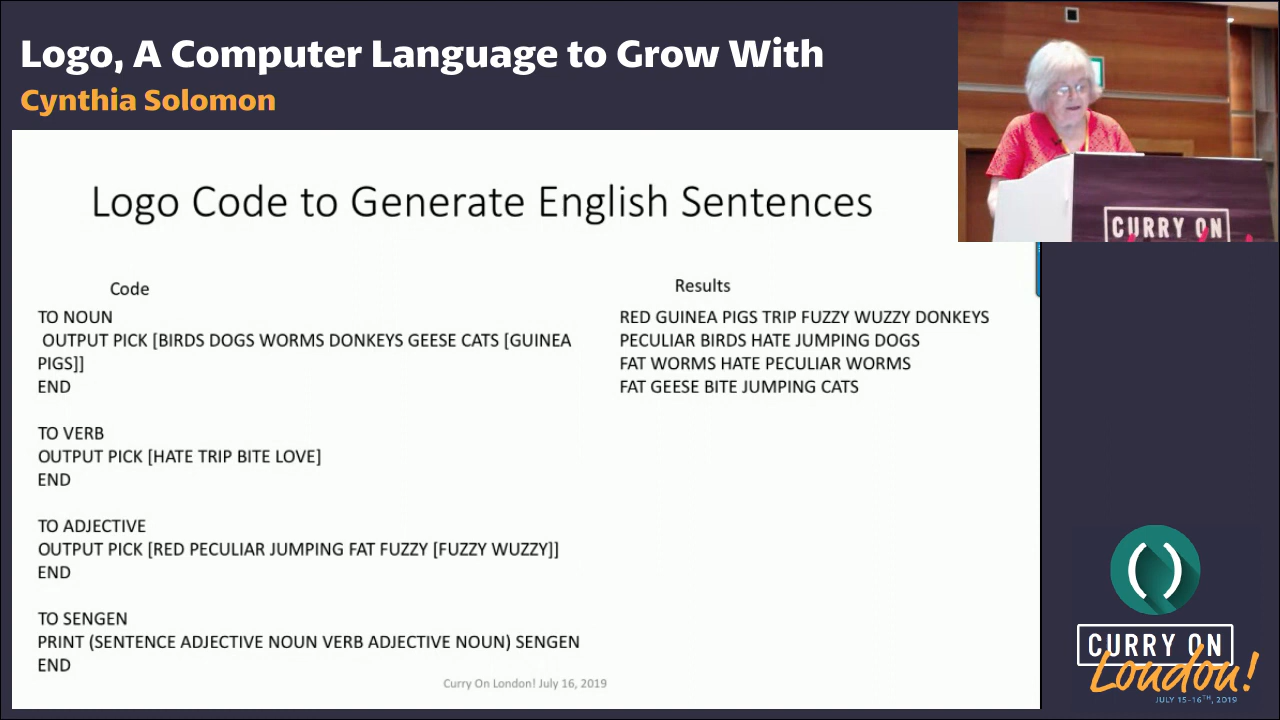 Logo, A Computer Language to Grow With
Cynthia Solomon
CURRY ON
Logo Code to Generate English Sentences
Code
TO NOUN
OUTPUT PICK [BIRDS DOGS WORMS DONKEYS GEESE CATS [GUINEA
PIGS]]
END
TO VERB
OUTPUT PICK [HATE TRIP BITE LOVE]
END
TO ADJECTIVE
OUTPUT PICK [RED PECULIAR JUMPING FAT FUZZY [FUZZY WUZZY]]
END
TO SENGEN
PRINT (SENTENCE ADJECTIVE NOUN VERB ADJECTIVE NOUN) SENGEN
END
Results
RED GUINEA PIGS TRIP FUZZY WUZZY DONKEYS
PECULIAR BIRDS HATE JUMPING DOGS
FAT WORMS HATE PECULIAR WORMS
FAT GEESE BITE JUMPING CATS
Curry On London! July 16, 2019
( )
CURRY ON
London!
JULY 15-16TH, 2019